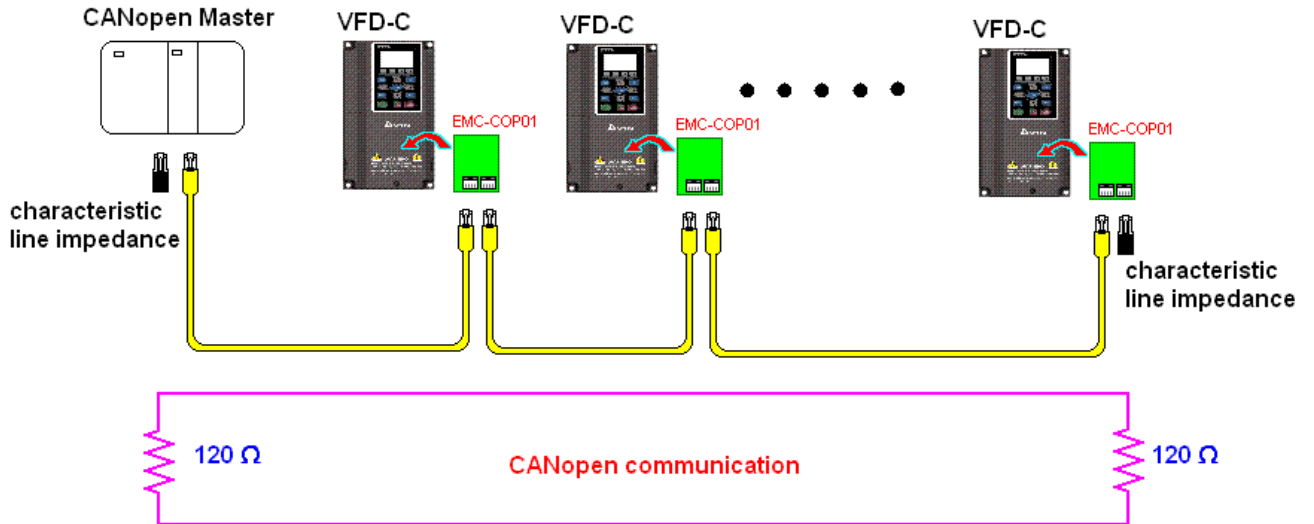 CANopen Master
VFD-C
VFD-C
VFD-C
EMC-COP01
EMC-COP01
EMC-COP01
characteristic
line impedance
characteristic
line impedance
120 Ω
CANopen communication
120 Ω